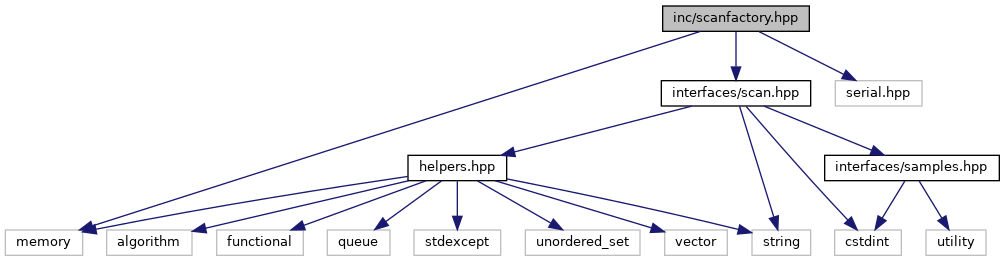 inc/scanfactory.hpp
interfaces/scan.hpp
serial.hpp
helpers.hpp
interfaces/samples.hpp
memory
algorithm
functional
queue
stdexcept
unordered_set
vector
string
cstdint
utility